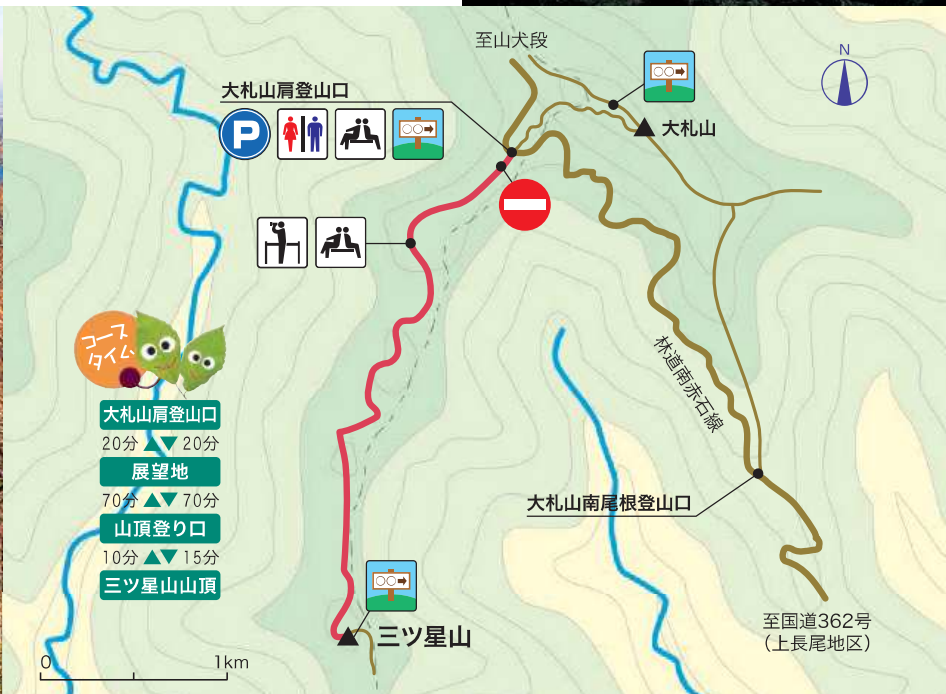 至山犬段
N
大札山肩登山口
P
○○➡
○○➡
大札山
コース
タイム
大札山肩登山口
20分▲▼20分
展望地
70分▲▼70分
山頂登り口
10分▲▼15分
三ツ星山山頂
林道南赤石線
大札山南尾根登山口
○○➡
三ツ星山
至国道362号
(上長尾地区)
0 1km